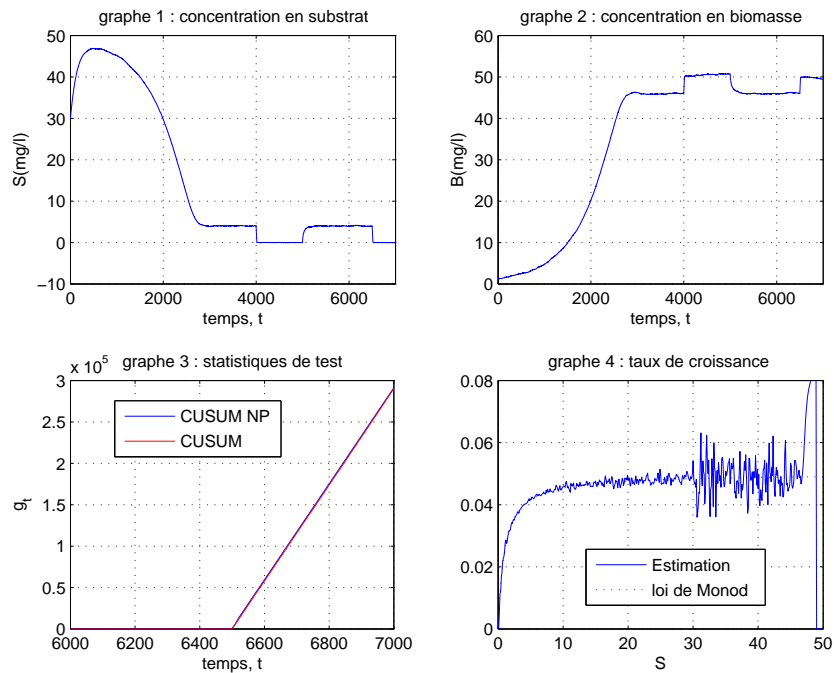 graphe 1 : concentration en substrat
50
40
30
20
10
0
−10
S(mg/l)
0 2000 4000 6000
temps, t
graphe 2 : concentration en biomasse
60
50
40
30
20
10
0
B(mg/l)
0 2000 4000 6000
temps, t
graphe 3 : statistiques de test
x 10^5
3
2.5
2
1.5
1
0.5
0
g_t
CUSUM NP
CUSUM
6000 6200 6400 6600 6800 7000
temps, t
graphe 4 : taux de croissance
0.08
0.06
0.04
0.02
0
Estimation
loi de Monod
0 10 20 30 40 50
S